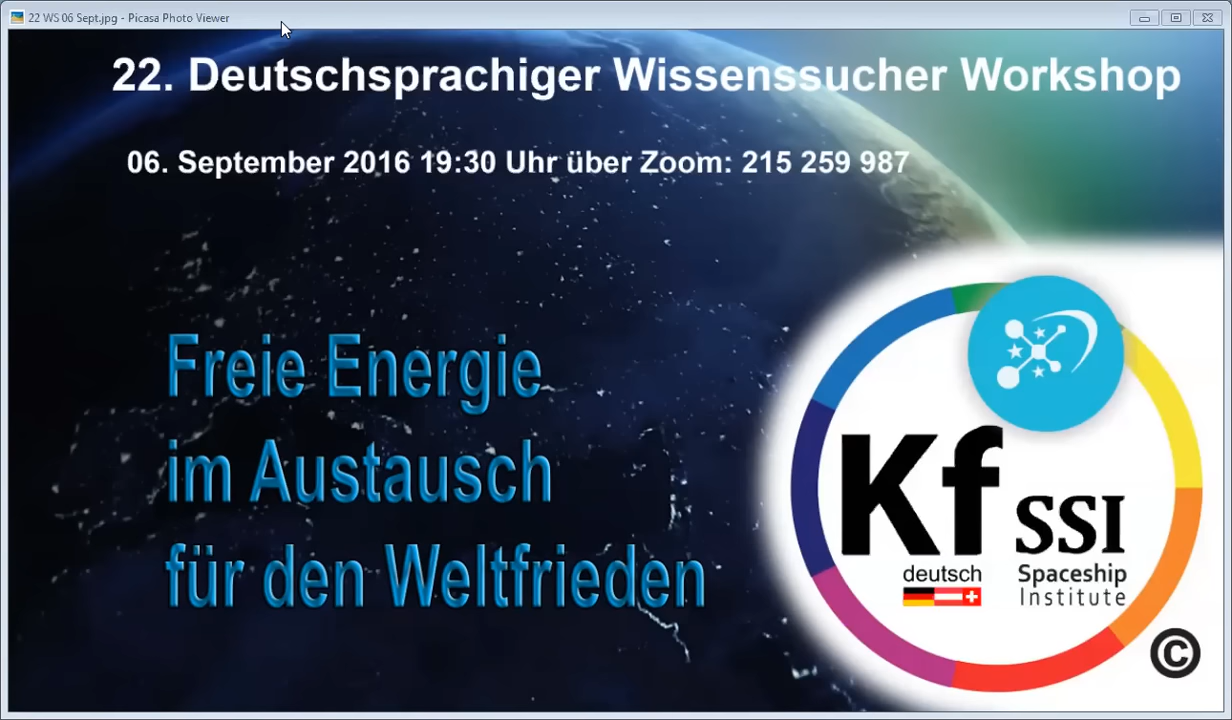 22 WS 06 Sept.jpg - Picasa Photo Viewer
22. Deutschsprachiger Wissenssucher Workshop
06. September 2016 19:30 Uhr über Zoom: 215 259 987
Freie Energie
im Austausch
für den Weltfrieden
Kf SSI
deutsch Spaceship
Institute
©